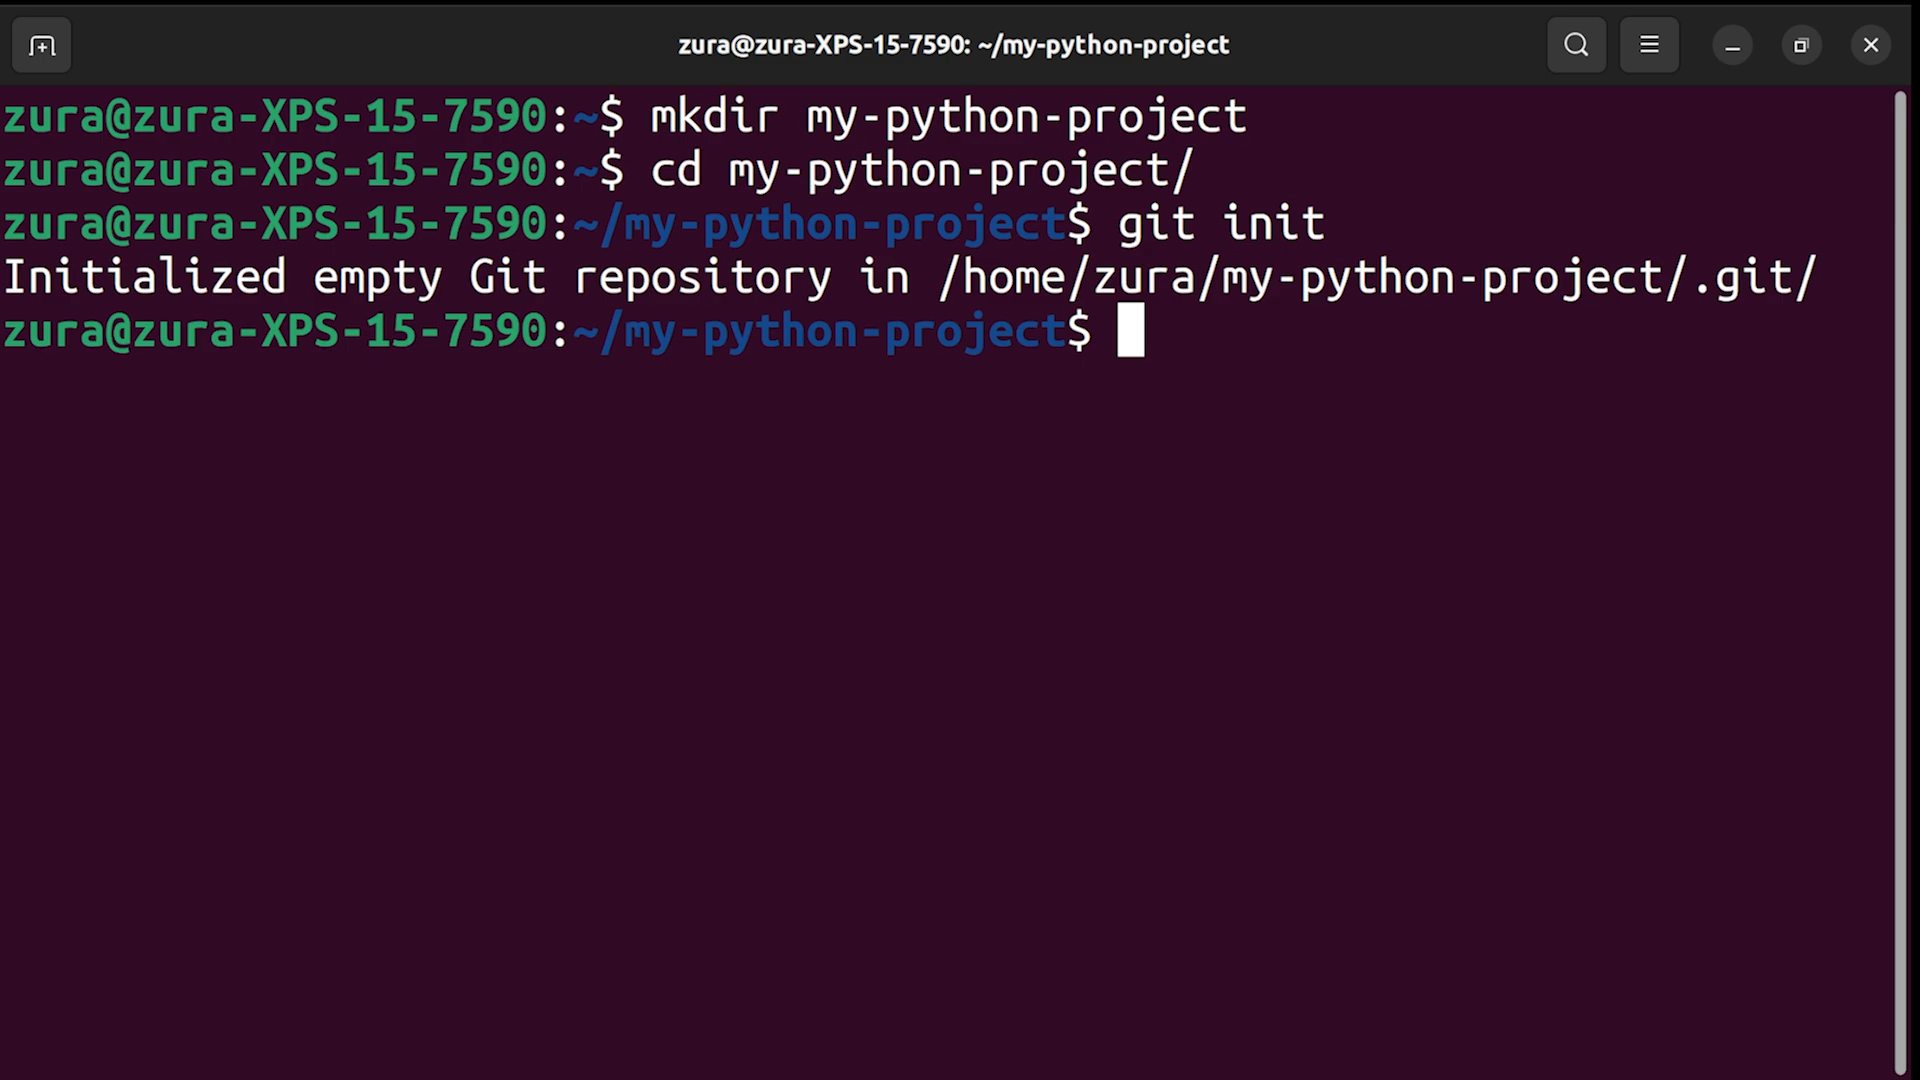 zura@zura-XPS-15-7590: ~/my-python-project
zura@zura-XPS-15-7590:~$ mkdir my-python-project
zura@zura-XPS-15-7590:~$ cd my-python-project/
zura@zura-XPS-15-7590:~/my-python-project$ git init
Initialized empty Git repository in /home/zura/my-python-project/.git/
zura@zura-XPS-15-7590:~/my-python-project$